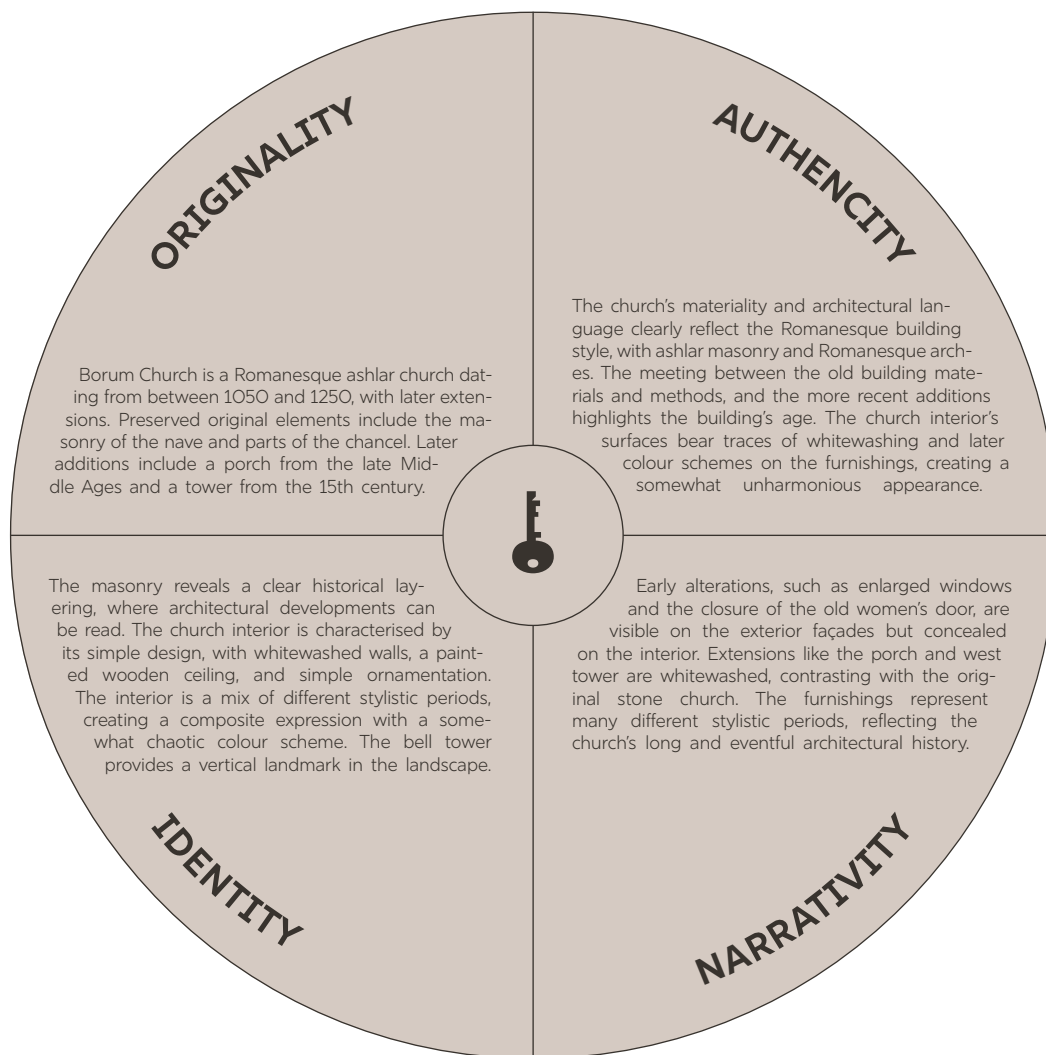 ORIGINALITY
Borum Church is a Romanesque ashlar church dat-
ing from between 1050 and 1250, with later exten-
sions. Preserved original elements include the ma-
sonry of the nave and parts of the chancel. Later
additions include a porch from the late Mid-
dle Ages and a tower from the 15th century.
AUTHENCITY
The church's materiality and architectural lan-
guage clearly reflect the Romanesque building
style, with ashlar masonry and Romanesque arch-
es. The meeting between the old building mate-
rials and methods, and the more recent additions
highlights the building's age. The church interior's
surfaces bear traces of whitewashing and later
colour schemes on the furnishings, creating a
somewhat unharmonious appearance.
The masonry reveals a clear historical lay-
ering, where architectural developments can
be read. The church interior is characterised by
its simple design, with whitewashed walls, a paint-
ed wooden ceiling, and simple ornamentation.
The interior is a mix of different stylistic periods,
creating a composite expression with a some-
what chaotic colour scheme. The bell tower
provides a vertical landmark in the landscape.
IDENTITY
Early alterations, such as enlarged windows
and the closure of the old women's door, are
visible on the exterior façades but concealed
on the interior. Extensions like the porch and west
tower are whitewashed, contrasting with the orig-
inal stone church. The furnishings represent
many different stylistic periods, reflecting the
church's long and eventful architectural history.
NARRATIVITY